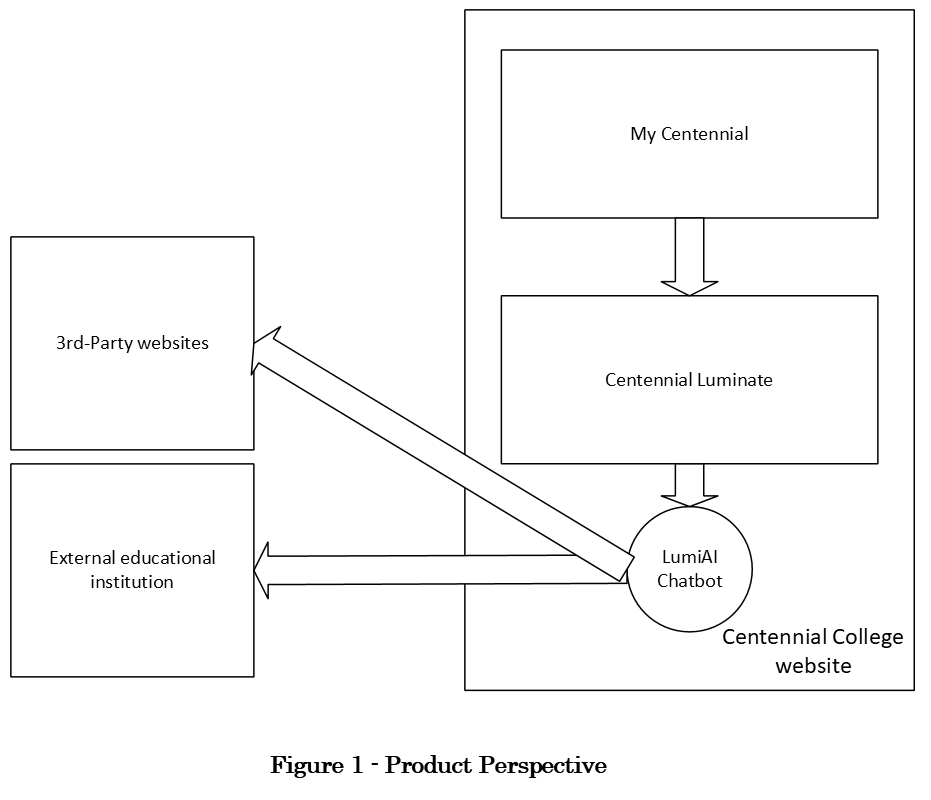 My Centennial
3rd-Party websites
Centennial Luminate
External educational
institution
LumiAI
Chatbot
Centennial College
website
Figure 1 - Product Perspective